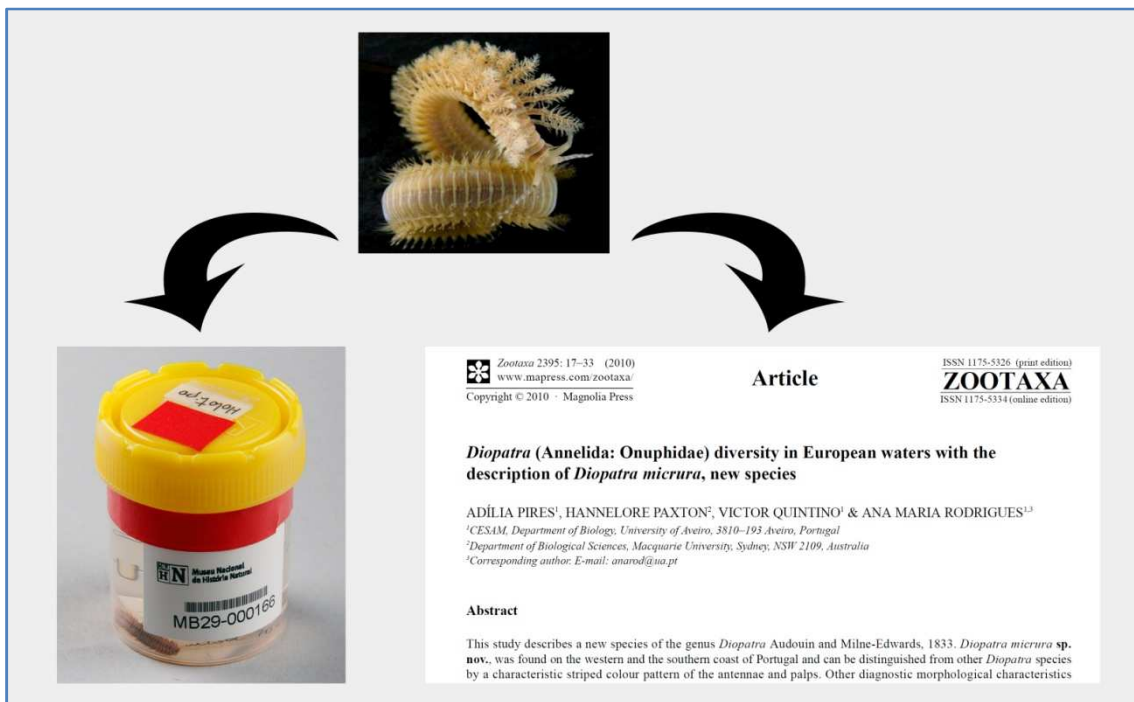 Holotipo
MU
HN
Museu Nacional
de História Natural
MB29-000166
Zootaxa 2395: 17–33 (2010)
www.mapress.com/zootaxa/
Copyright © 2010 · Magnolia Press
Article
ISSN 1175-5326 (print edition)
ZOOTAXA
ISSN 1175-5334 (online edition)
Diopatra (Annelida: Onuphidae) diversity in European waters with the
description of Diopatra micrura, new species
ADÍLIA PIRES¹, HANNELORE PAXTON², VICTOR QUINTINO¹ & ANA MARIA RODRIGUES¹,³
¹CESAM, Department of Biology, University of Aveiro, 3810–193 Aveiro, Portugal
²Department of Biological Sciences, Macquarie University, Sydney, NSW 2109, Australia
³Corresponding author. E-mail: anarod@ua.pt
Abstract
This study describes a new species of the genus Diopatra Audouin and Milne-Edwards, 1833. Diopatra micrura sp.
nov., was found on the western and the southern coast of Portugal and can be distinguished from other Diopatra species
by a characteristic striped colour pattern of the antennae and palps. Other diagnostic morphological characteristics